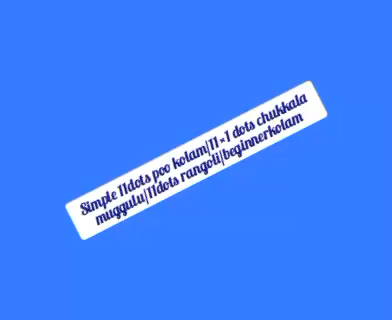 Simple 11dots poo kolam/11*1 dots chukkala
muggulu/11dots rangoli/beginnerkolam